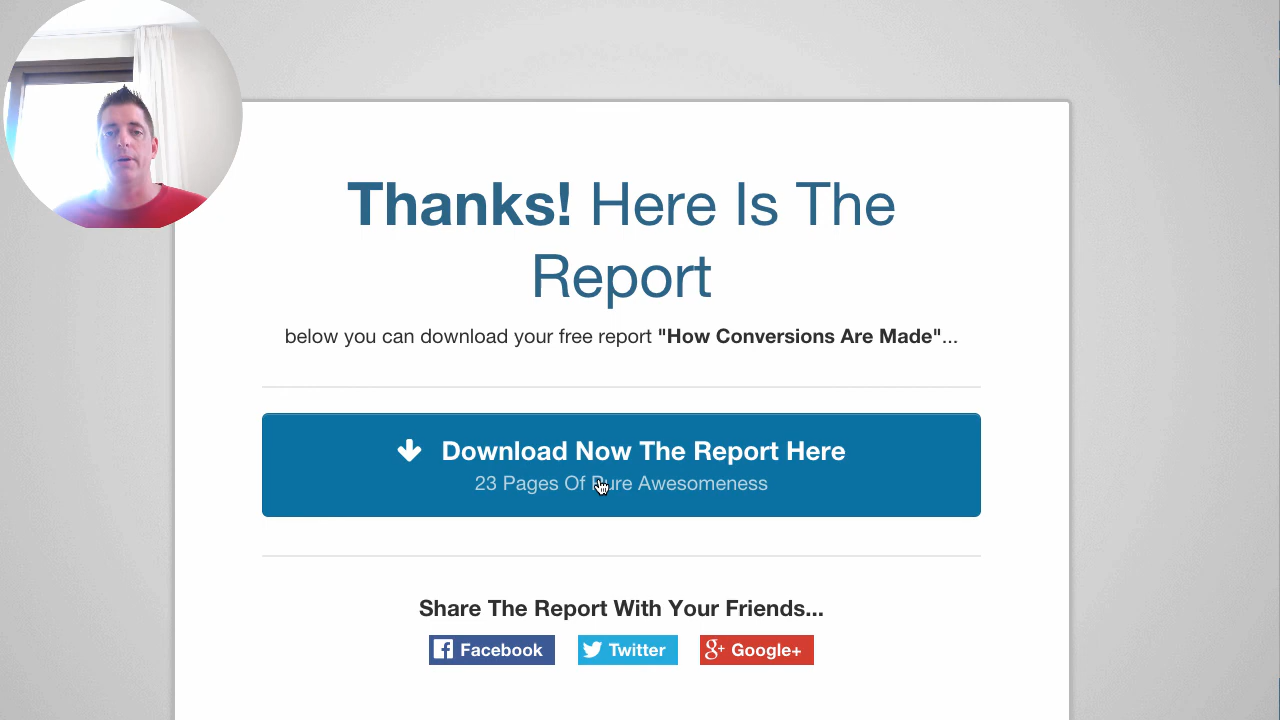 Thanks! Here Is The
Report
below you can download your free report "How Conversions Are Made"...
Download Now The Report Here
23 Pages Of Pure Awesomeness
Share The Report With Your Friends...
Facebook
Twitter
Google+